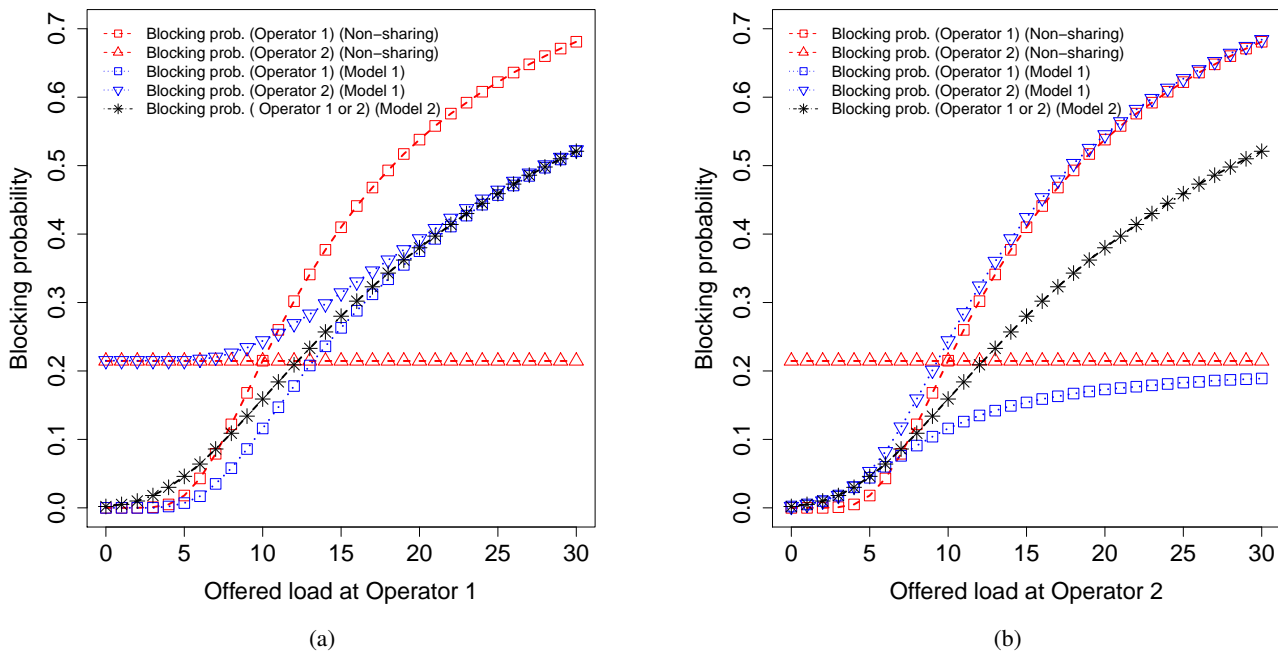 Blocking probability
0.0 0.1 0.2 0.3 0.4 0.5 0.6 0.7
Blocking prob. (Operator 1) (Non−sharing)
Blocking prob. (Operator 2) (Non−sharing)
Blocking prob. (Operator 1) (Model 1)
Blocking prob. (Operator 2) (Model 1)
Blocking prob. ( Operator 1 or 2) (Model 2)
0 5 10 15 20 25 30
Offered load at Operator 1
(a)
Blocking probability
0.0 0.1 0.2 0.3 0.4 0.5 0.6 0.7
Blocking prob. (Operator 1) (Non−sharing)
Blocking prob. (Operator 2) (Non−sharing)
Blocking prob. (Operator 1) (Model 1)
Blocking prob. (Operator 2) (Model 1)
Blocking prob. (Operator 1 or 2) (Model 2)
0 5 10 15 20 25 30
Offered load at Operator 2
(b)